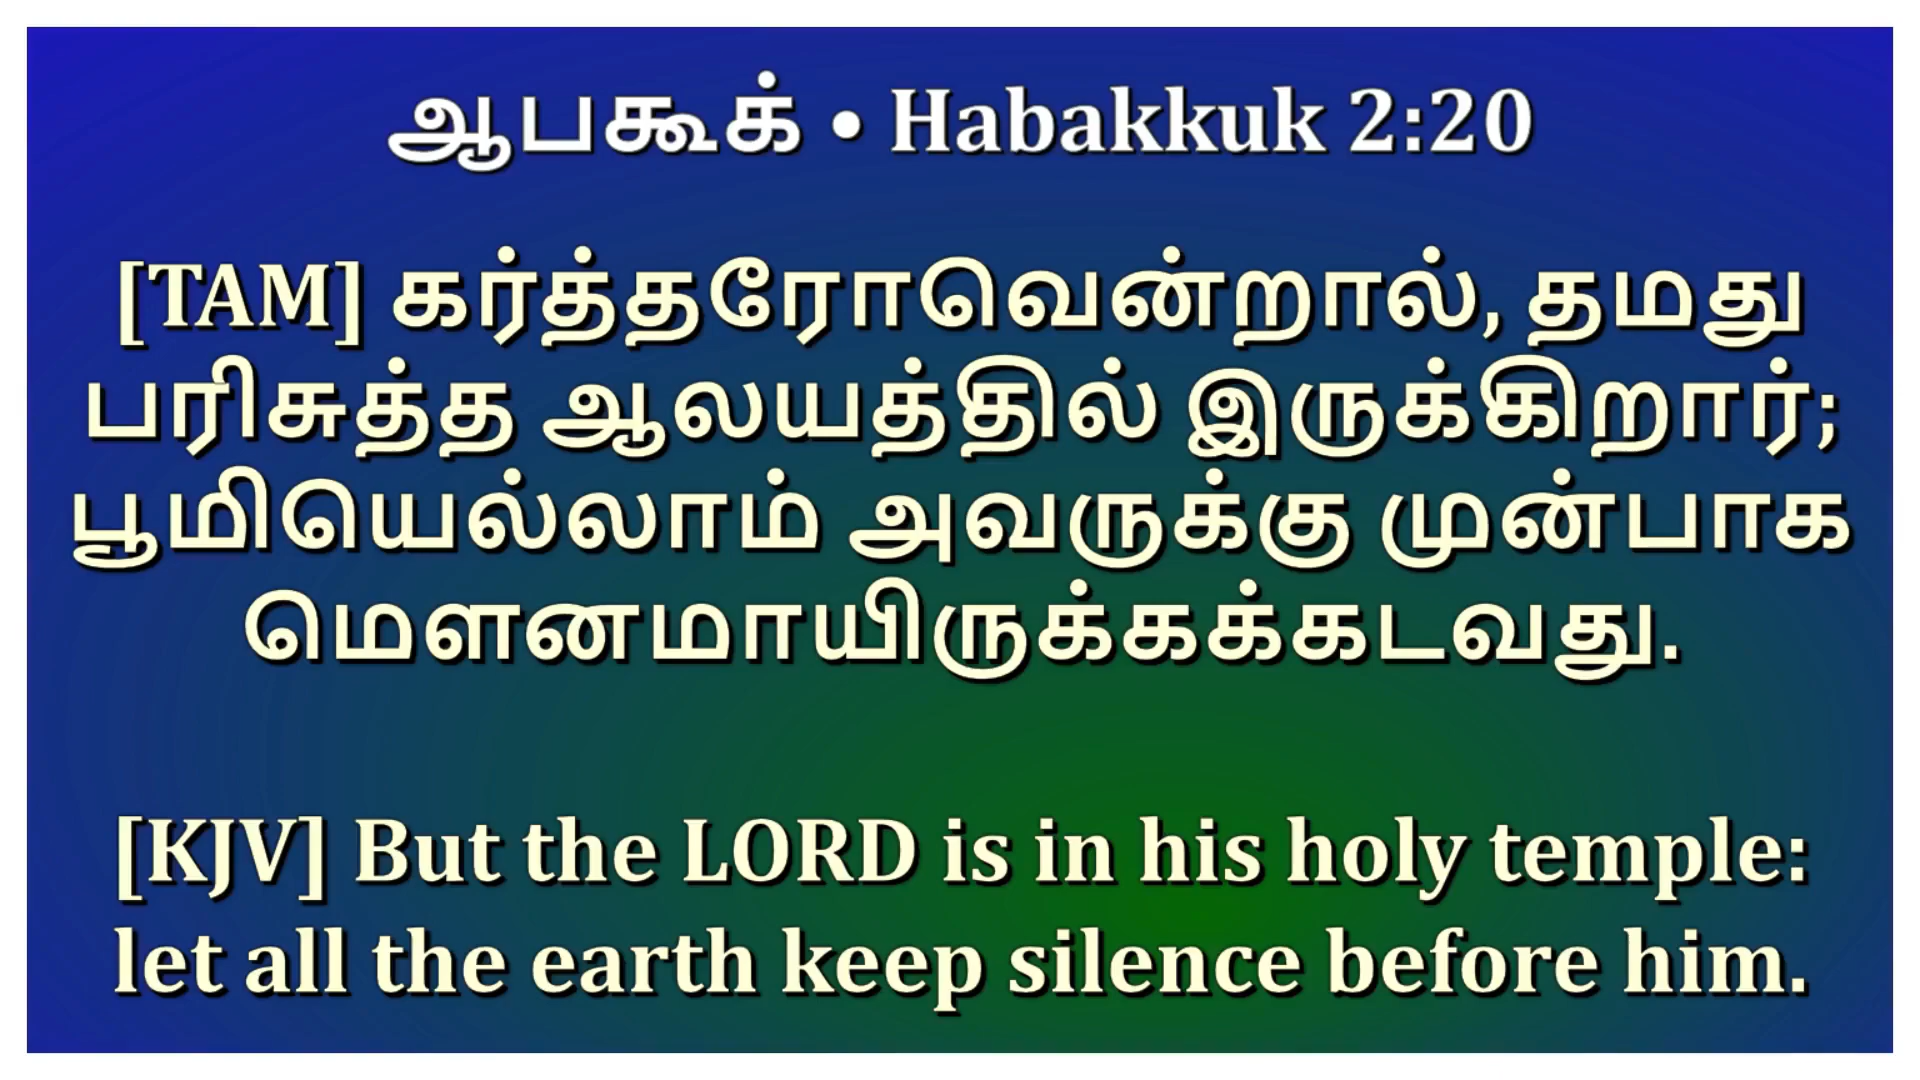 ஆபகூக் • Habakkuk 2:20
[TAM] கர்த்தரோவென்றால், தமது
பரிசுத்த ஆலயத்தில் இருக்கிறார்;
பூமியெல்லாம் அவருக்கு முன்பாக
மௌனமாயிருக்கக்கடவது.
[KJV] But the LORD is in his holy temple:
let all the earth keep silence before him.